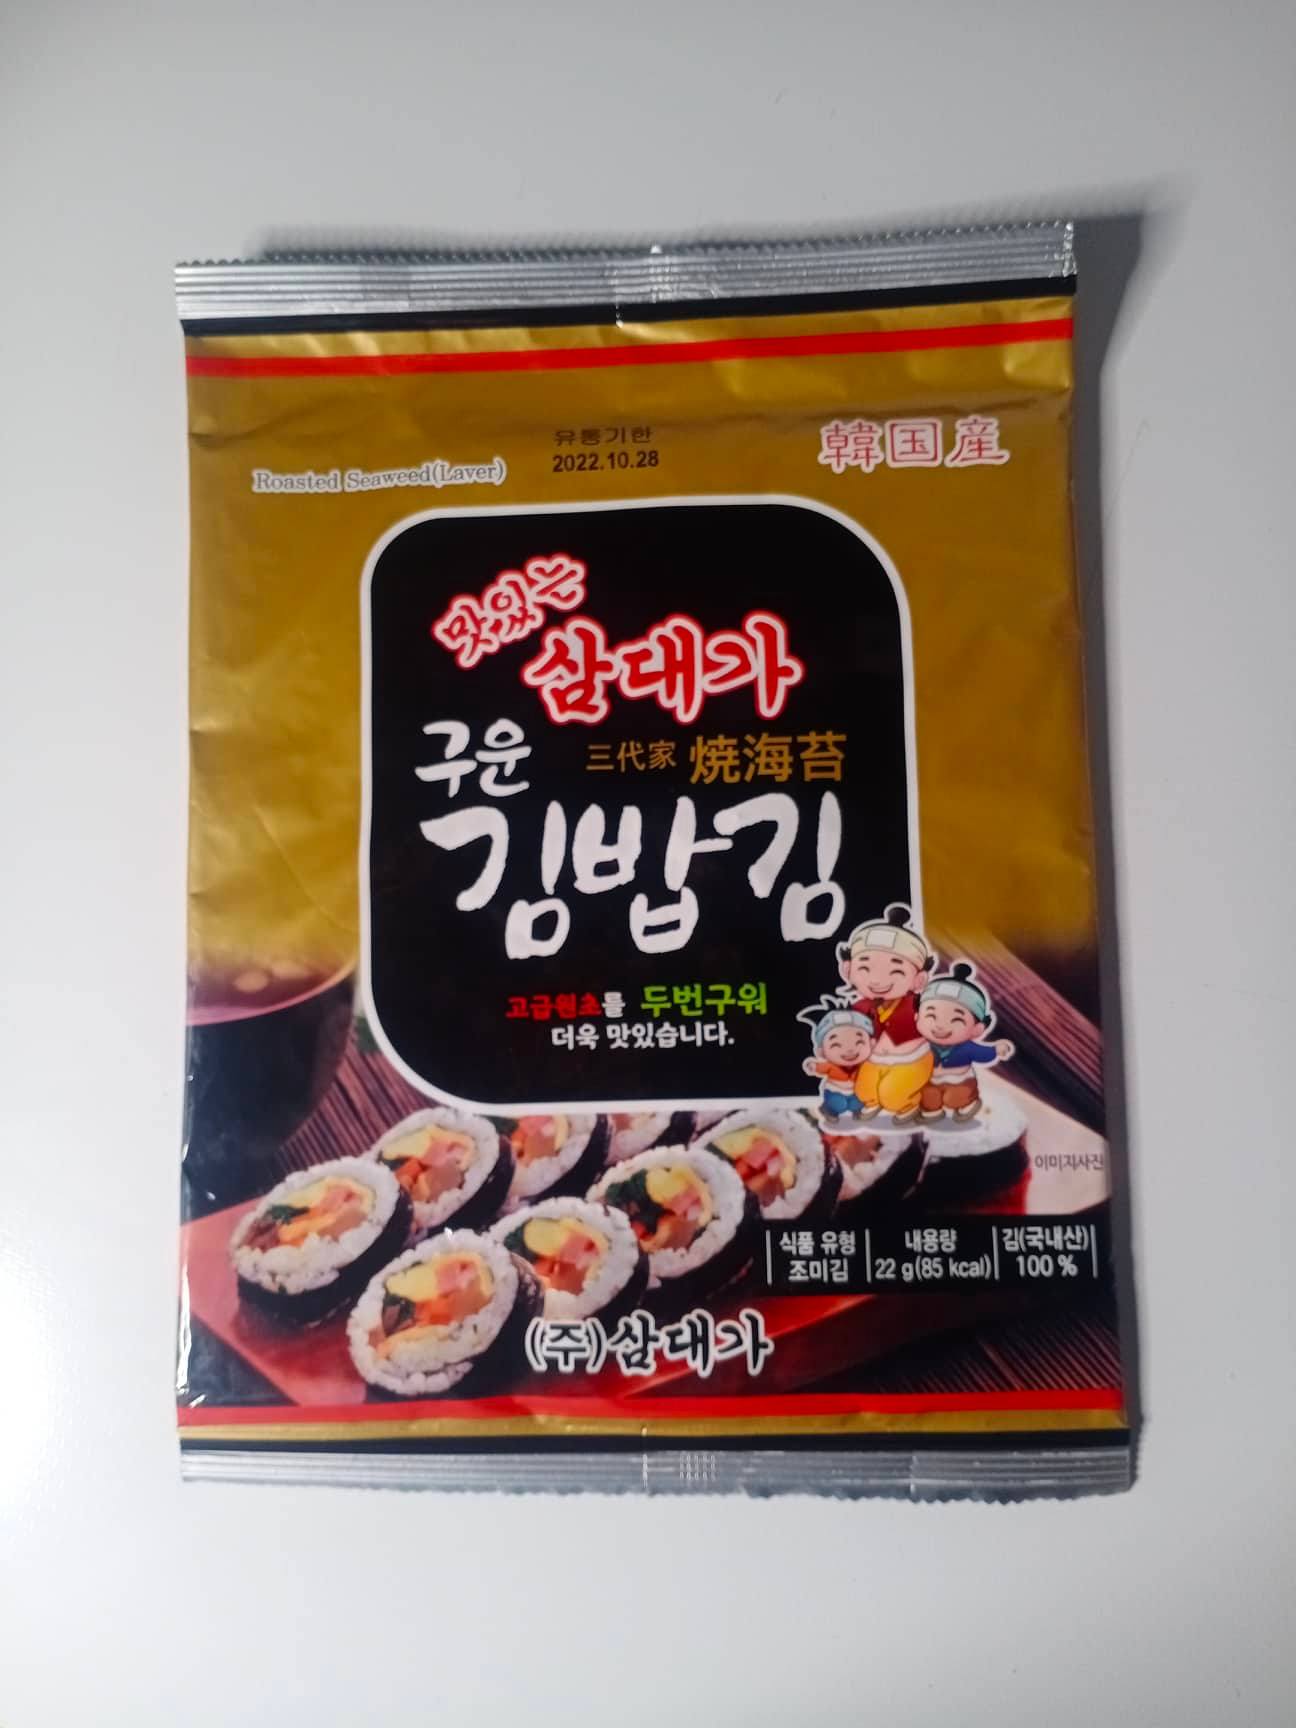 유통기한
2022.10.28
Roasted Seaweed(Laver)
韓国産
맛있는
삼대가
구운
三代家 焼海苔
김밥김
고급원초를 두번구워
더욱 맛있습니다.
이미지사진
식품 유형
조미김
내용량
22 g(85 kcal)
김(국내산)
100 %
(주)삼대가